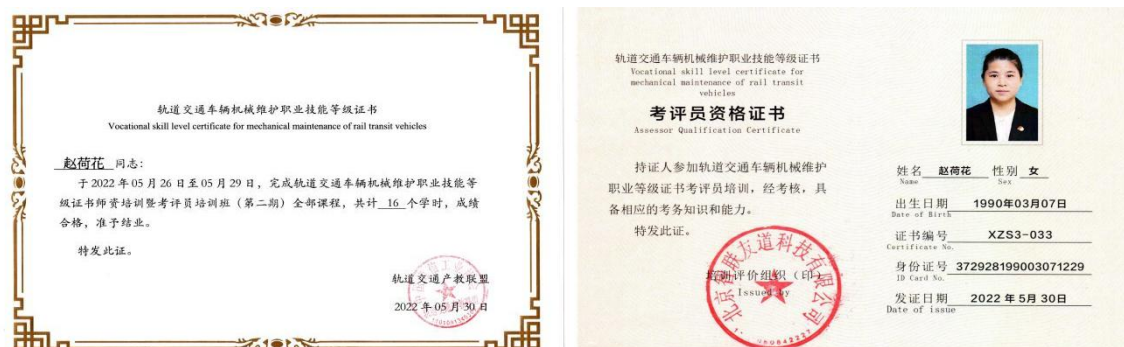 轨道交通车辆机械维护职业技能等级证书
Vocational skill level certificate for mechanical maintenance of rail transit vehicles
赵荷花 同志:
于 2022 年 05 月 26 日至 05 月 29 日，完成轨道交通车辆机械维护职业技能等
级证书师资培训暨考评员培训班（第二期）全部课程，共计 16 个学时，成绩
合格，准予结业。
特发此证。
轨道交通产教联盟
2022 年 05 月 30 日
轨道交通车辆机械维护职业技能等级证书
Vocational skill level certificate for
mechanical maintenance of rail transit
vehicles
考评员资格证书
Assessor Qualification Certificate
持证人参加轨道交通车辆机械维护
职业等级证书考评员培训，经考核，具
备相应的考务知识和能力。
特发此证。
培训评价组织（印）
Issued by
北京联友道科技有限公司
姓名 赵荷花 性别 女
Name Sex
出生日期 1990年03月07日
Date of Birth
证书编号 XZS3-033
Certificate No.
身份证号 372928199003071229
ID Card No.
发证日期 2022 年 5月 30日
Date of issue